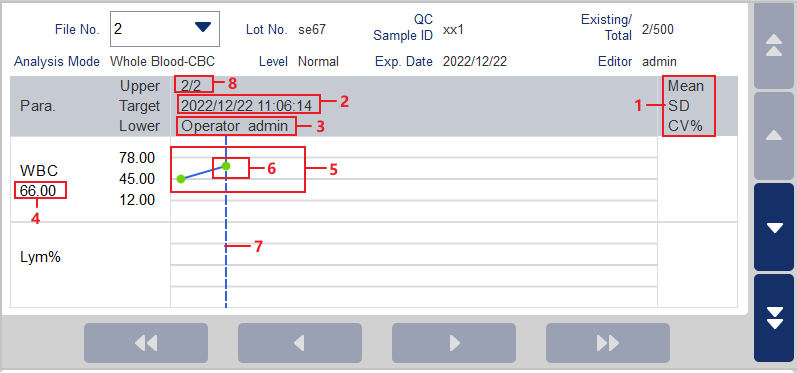 File No. 2 Lot No. se67 QC Sample ID xx1 Existing/ Total 2/500
Analysis Mode Whole Blood-CBC Level Normal Exp. Date 2022/12/22 Editor admin
Para.
Upper
Target
Lower
2/2 8
2022/12/22 11:06:14 2
Operator admin 3
1
Mean
SD
CV%
WBC
66.00
4
78.00
45.00
12.00
6 5
7
Lym%